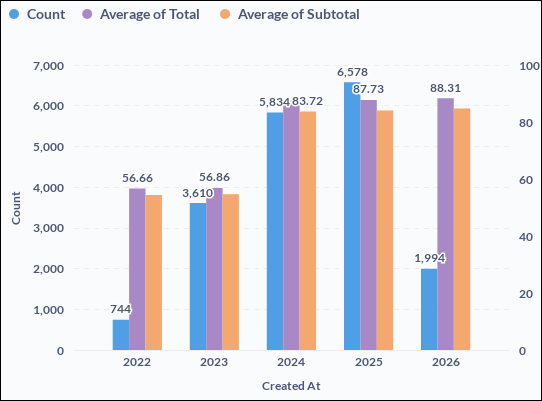 Count Average of Total Average of Subtotal
7,000 100
6,578
6,000 5,834 83.72 87.73 88.31
80
5,000
4,000 56.66 56.86 60
3,610
3,000
40
2,000 1,994
20
1,000 744
0 0
Count
2022 2023 2024 2025 2026
Created At